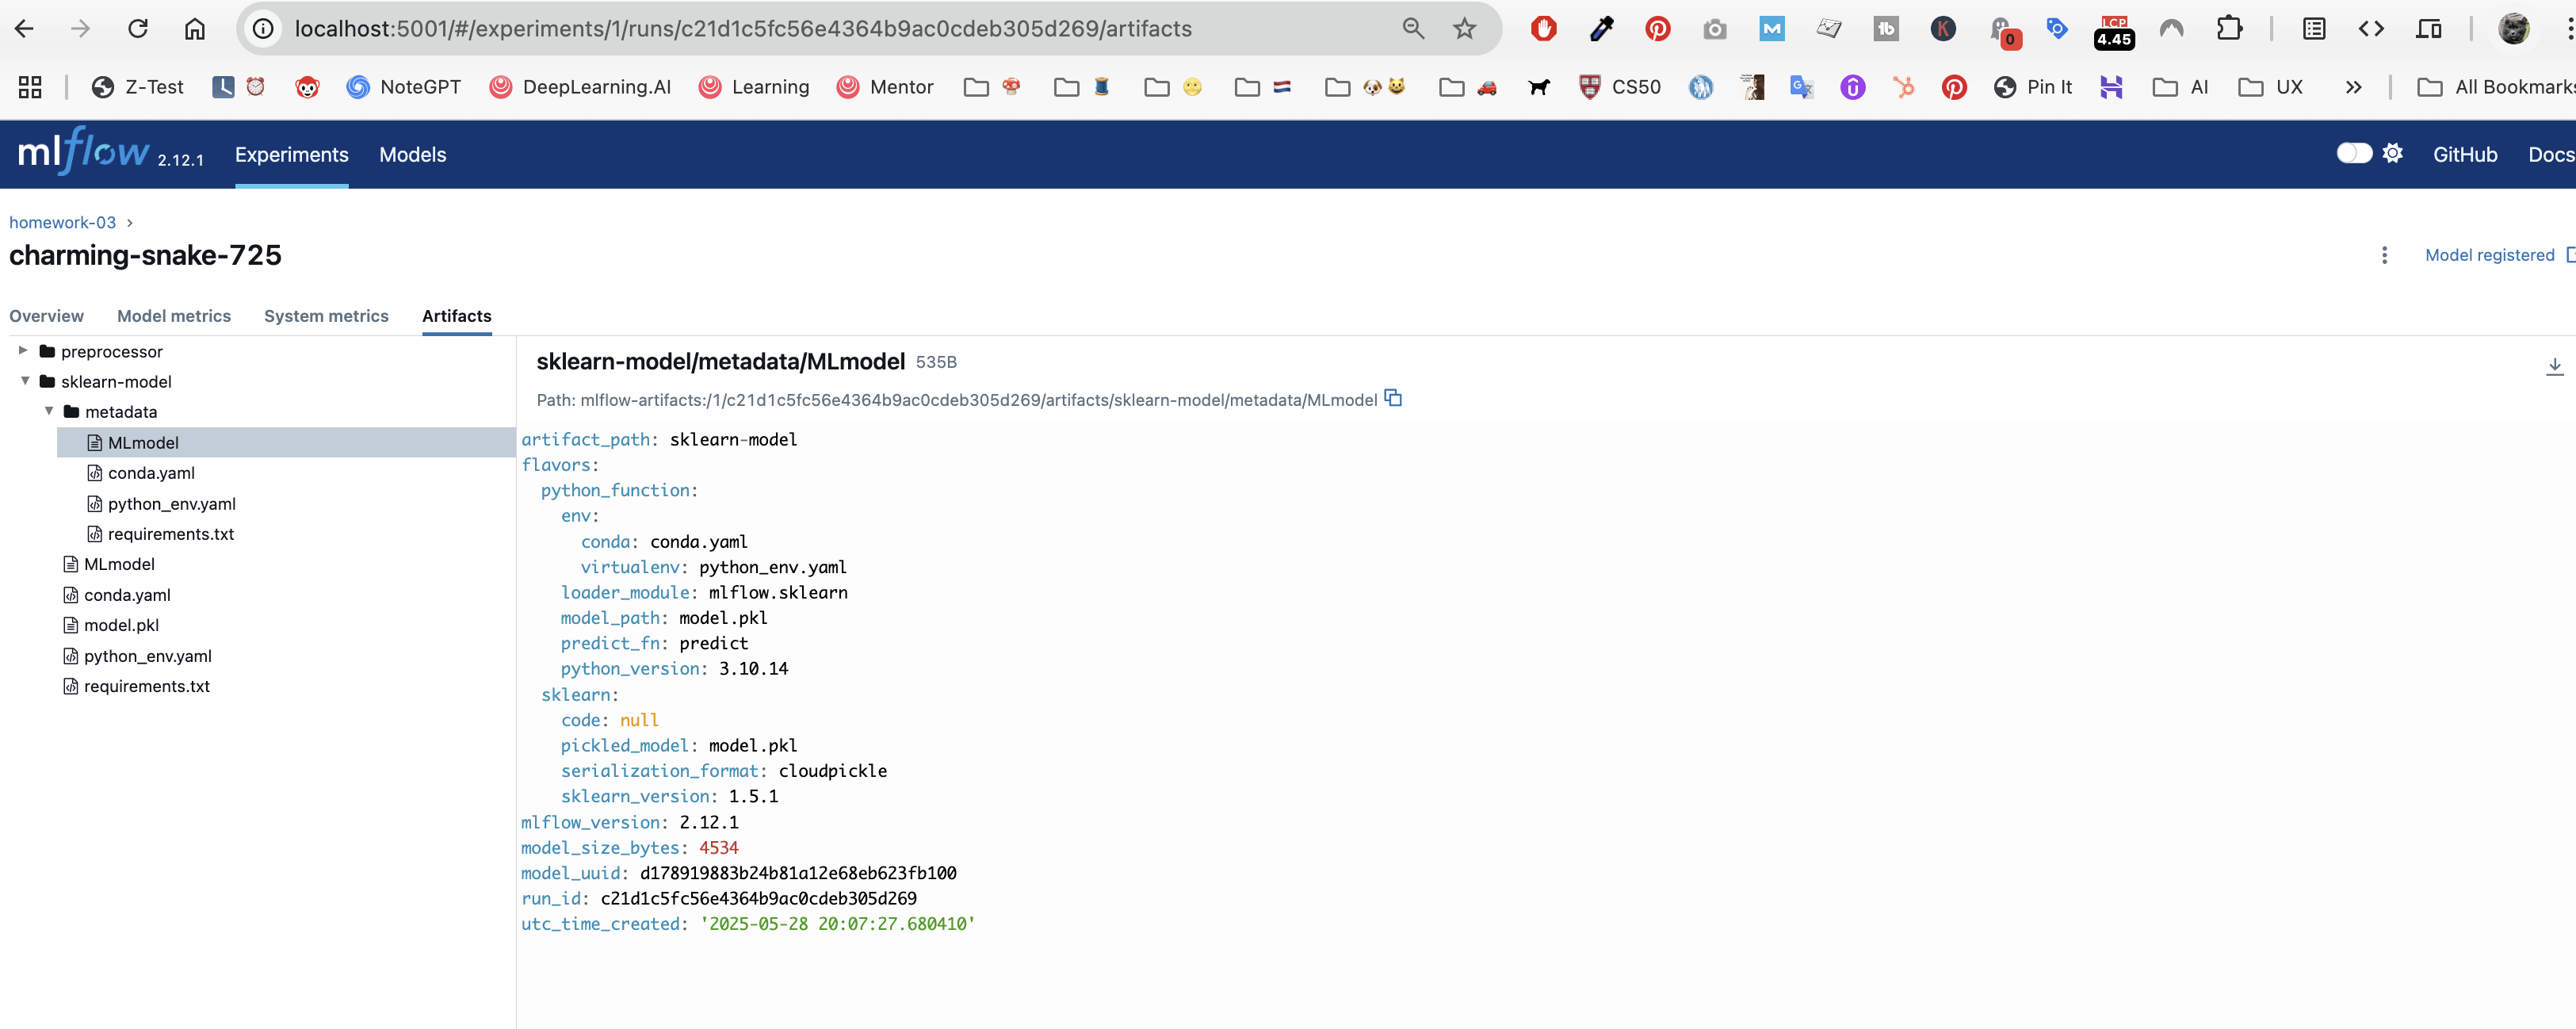 localhost:5001/#/experiments/1/runs/c21d1c5fc56e4364b9ac0cdeb305d269/artifacts
0
LCP
4.45
Z-Test
NoteGPT
DeepLearning.AI
Learning
Mentor
CS50
Pin It
AI
UX
All Bookmarks
mlflow 2.12.1
Experiments
Models
GitHub
Docs
homework-03
charming-snake-725
Model registered
Overview
Model metrics
System metrics
Artifacts
preprocessor
sklearn-model
metadata
MLmodel
conda.yaml
python_env.yaml
requirements.txt
MLmodel
conda.yaml
model.pkl
python_env.yaml
requirements.txt
sklearn-model/metadata/MLmodel 535B
Path: mlflow-artifacts:/1/c21d1c5fc56e4364b9ac0cdeb305d269/artifacts/sklearn-model/metadata/MLmodel
artifact_path: sklearn-model
flavors:
python_function:
env:
conda: conda.yaml
virtualenv: python_env.yaml
loader_module: mlflow.sklearn
model_path: model.pkl
predict_fn: predict
python_version: 3.10.14
sklearn:
code: null
pickled_model: model.pkl
serialization_format: cloudpickle
sklearn_version: 1.5.1
mlflow_version: 2.12.1
model_size_bytes: 4534
model_uuid: d178919883b24b81a12e68eb623fb100
run_id: c21d1c5fc56e4364b9ac0cdeb305d269
utc_time_created: '2025-05-28 20:07:27.680410'